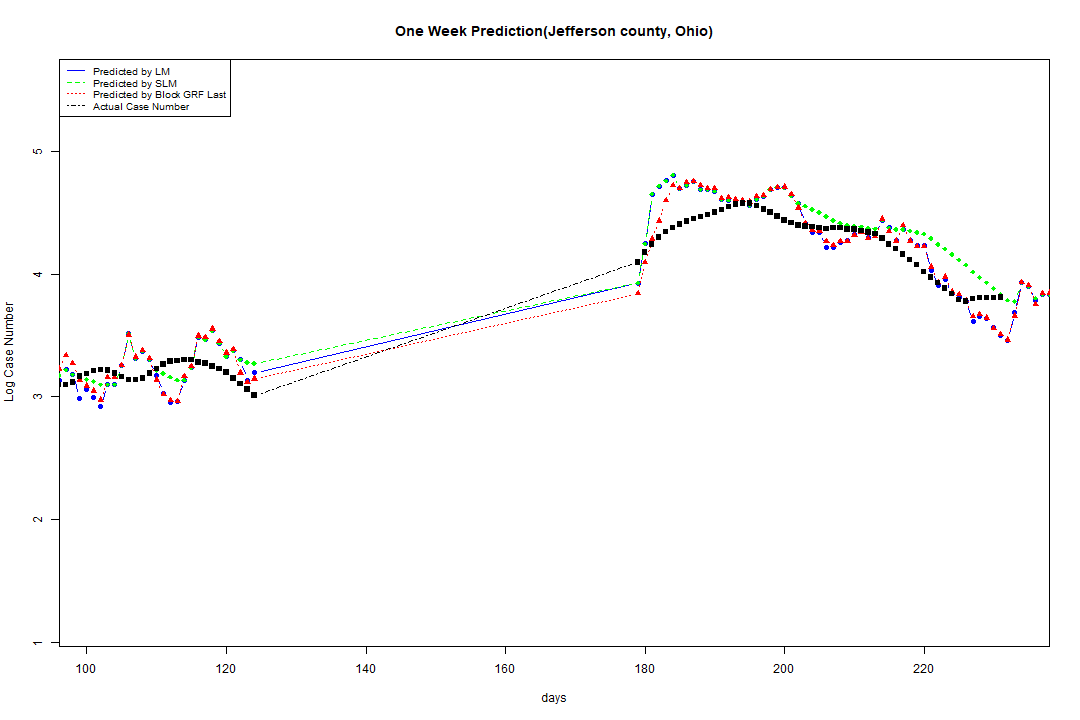 One Week Prediction(Jefferson county, Ohio)
Predicted by LM
Predicted by SLM
Predicted by Block GRF Last
Actual Case Number
5
4
3
2
1
Log Case Number
100 120 140 160 180 200 220
days